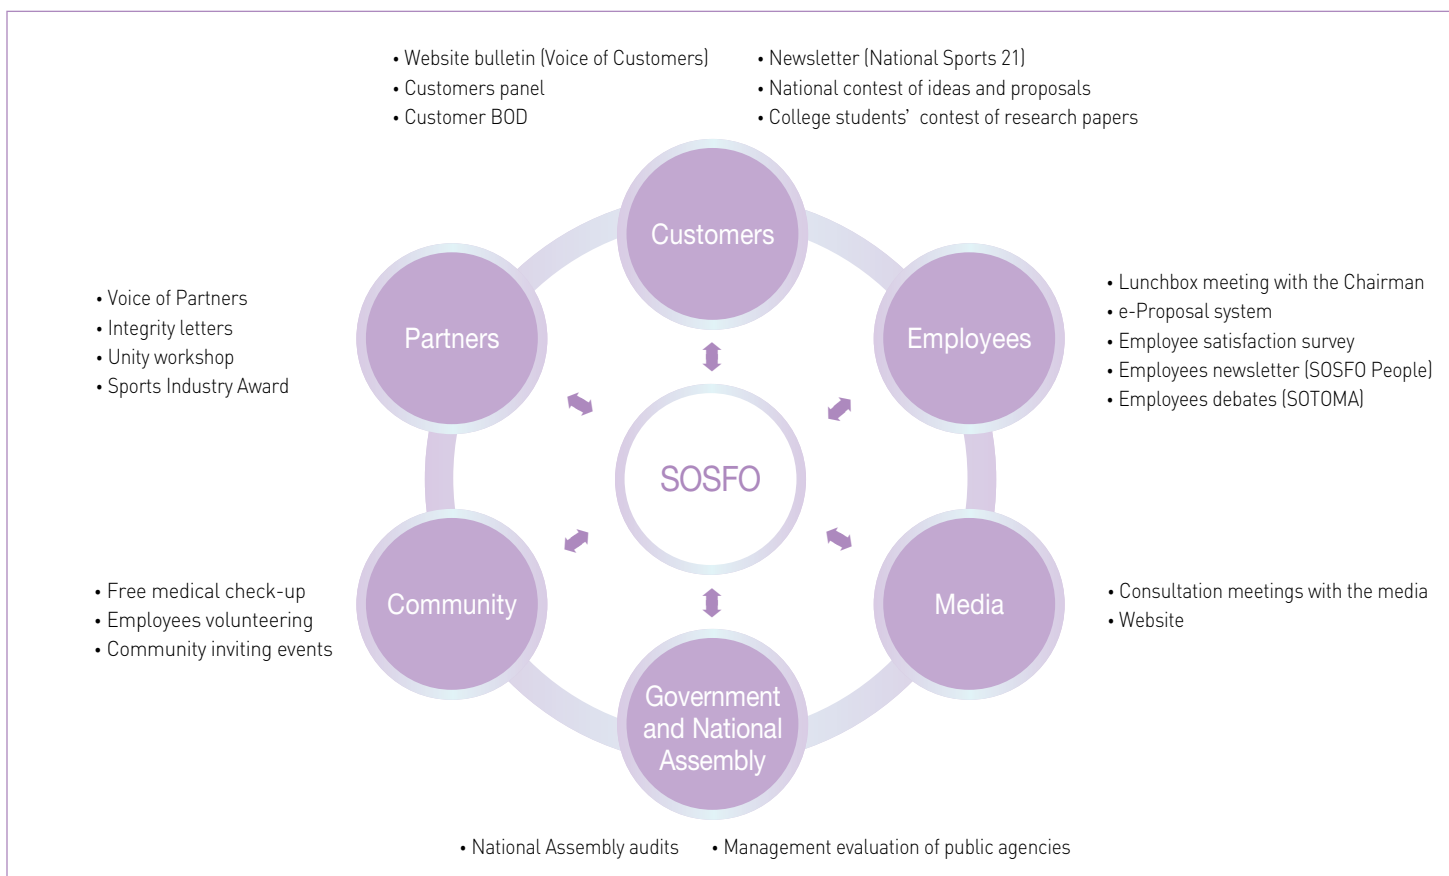 • Website bulletin (Voice of Customers)
• Customers panel
• Customer BOD
• Newsletter (National Sports 21)
• National contest of ideas and proposals
• College students' contest of research papers
Customers
Partners
• Voice of Partners
• Integrity letters
• Unity workshop
• Sports Industry Award
Employees
• Lunchbox meeting with the Chairman
• e-Proposal system
• Employee satisfaction survey
• Employees newsletter (SOSFO People)
• Employees debates (SOTOMA)
SOSFO
Community
• Free medical check-up
• Employees volunteering
• Community inviting events
Media
• Consultation meetings with the media
• Website
Government
and National
Assembly
• National Assembly audits
• Management evaluation of public agencies